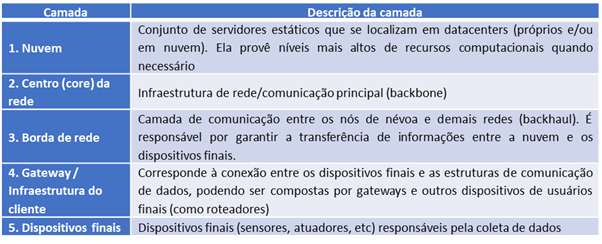 Camada Descrição da camada
1. Nuvem
Conjunto de servidores estáticos que se localizam em datacenters (próprios e/ou
em nuvem). Ela provê níveis mais altos de recursos computacionais quando
necessário
2. Centro (core) da
rede
Infraestrutura de rede/comunicação principal (backbone)
3. Borda de rede
Camada de comunicação entre os nós de névoa e demais redes (backhaul). É
responsável por garantir a transferência de informações entre a nuvem e os
dispositivos finais.
4. Gateway /
Infraestrutura do
cliente
Corresponde à conexão entre os dispositivos finais e as estruturas de comunicação
de dados, podendo ser compostas por gateways e outros dispositivos de usuários
finais (como roteadores)
5. Dispositivos finais Dispositivos finais (sensores, atuadores, etc) responsáveis pela coleta de dados